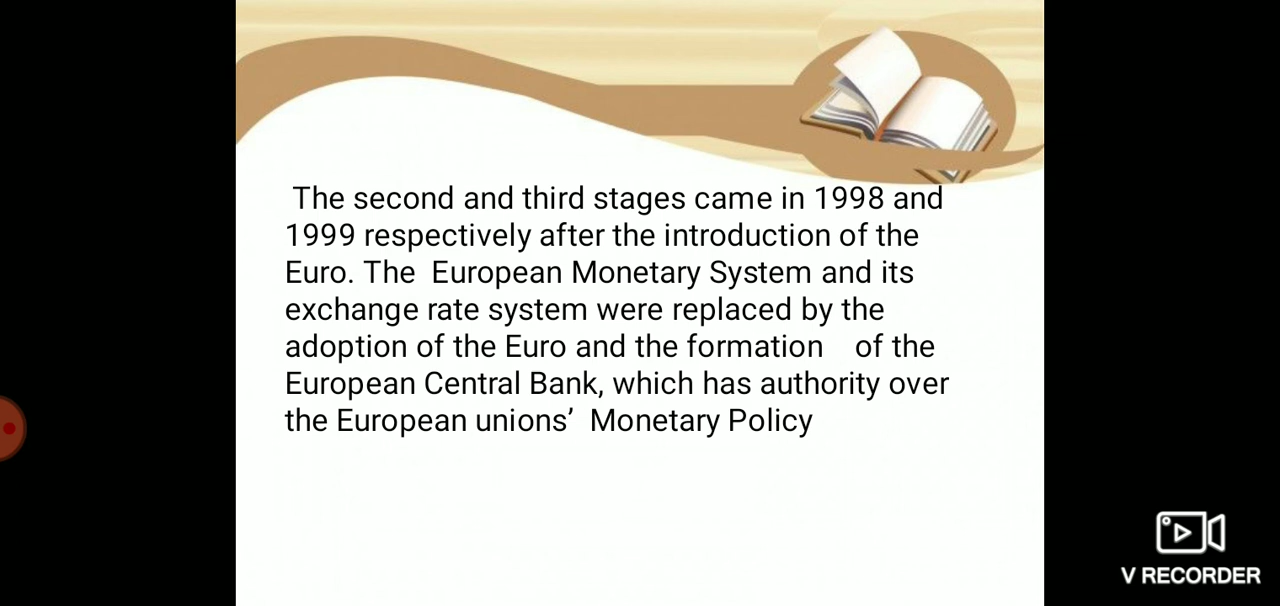 The second and third stages came in 1998 and
1999 respectively after the introduction of the
Euro. The  European Monetary System and its
exchange rate system were replaced by the
adoption of the Euro and the formation    of the
European Central Bank, which has authority over
the European unions’  Monetary Policy
V RECORDER